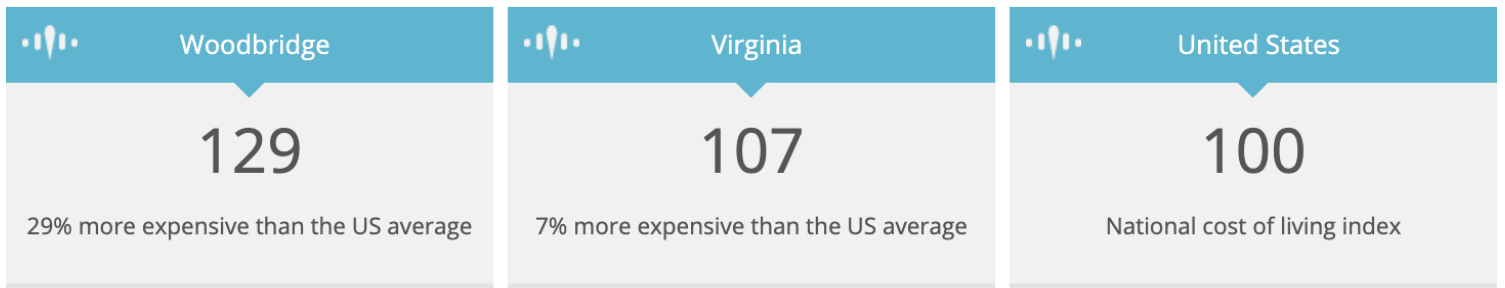 Woodbridge
129
29% more expensive than the US average
Virginia
107
7% more expensive than the US average
United States
100
National cost of living index